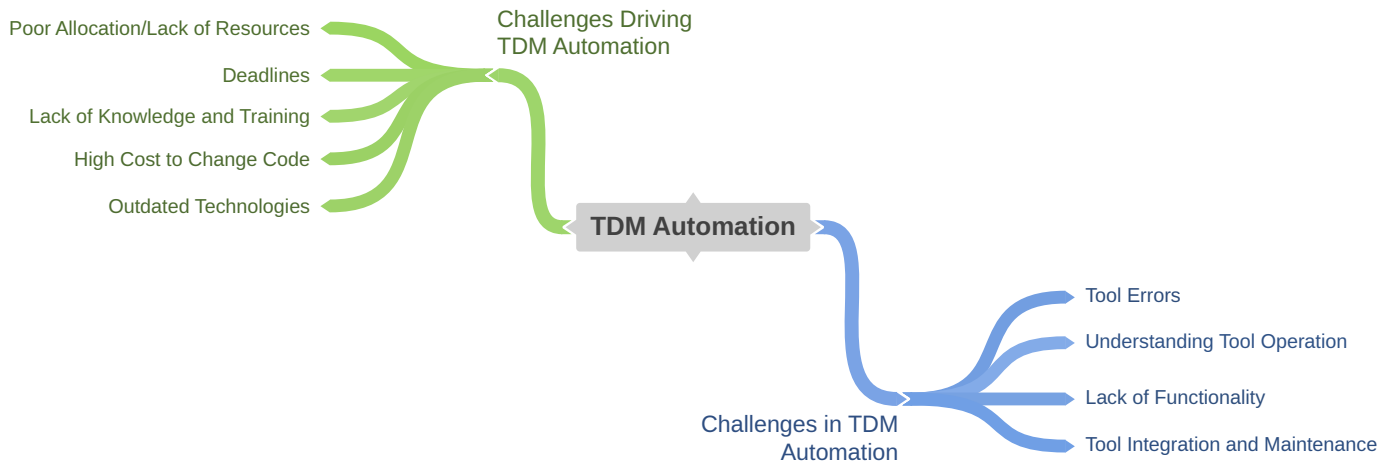 Challenges Driving
TDM Automation
Poor Allocation/Lack of Resources
Deadlines
Lack of Knowledge and Training
High Cost to Change Code
Outdated Technologies
TDM Automation
Challenges in TDM
Automation
Tool Errors
Understanding Tool Operation
Lack of Functionality
Tool Integration and Maintenance